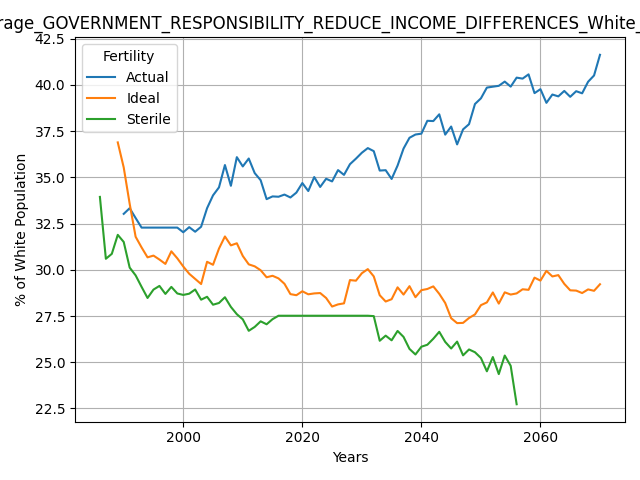 rage_GOVERNMENT_RESPONSIBILITY_REDUCE_INCOME_DIFFERENCES_White_
42.5
40.0
37.5
35.0
32.5
30.0
27.5
25.0
22.5
% of White Population
Fertility
Actual
Ideal
Sterile
2000
2020
2040
2060
Years